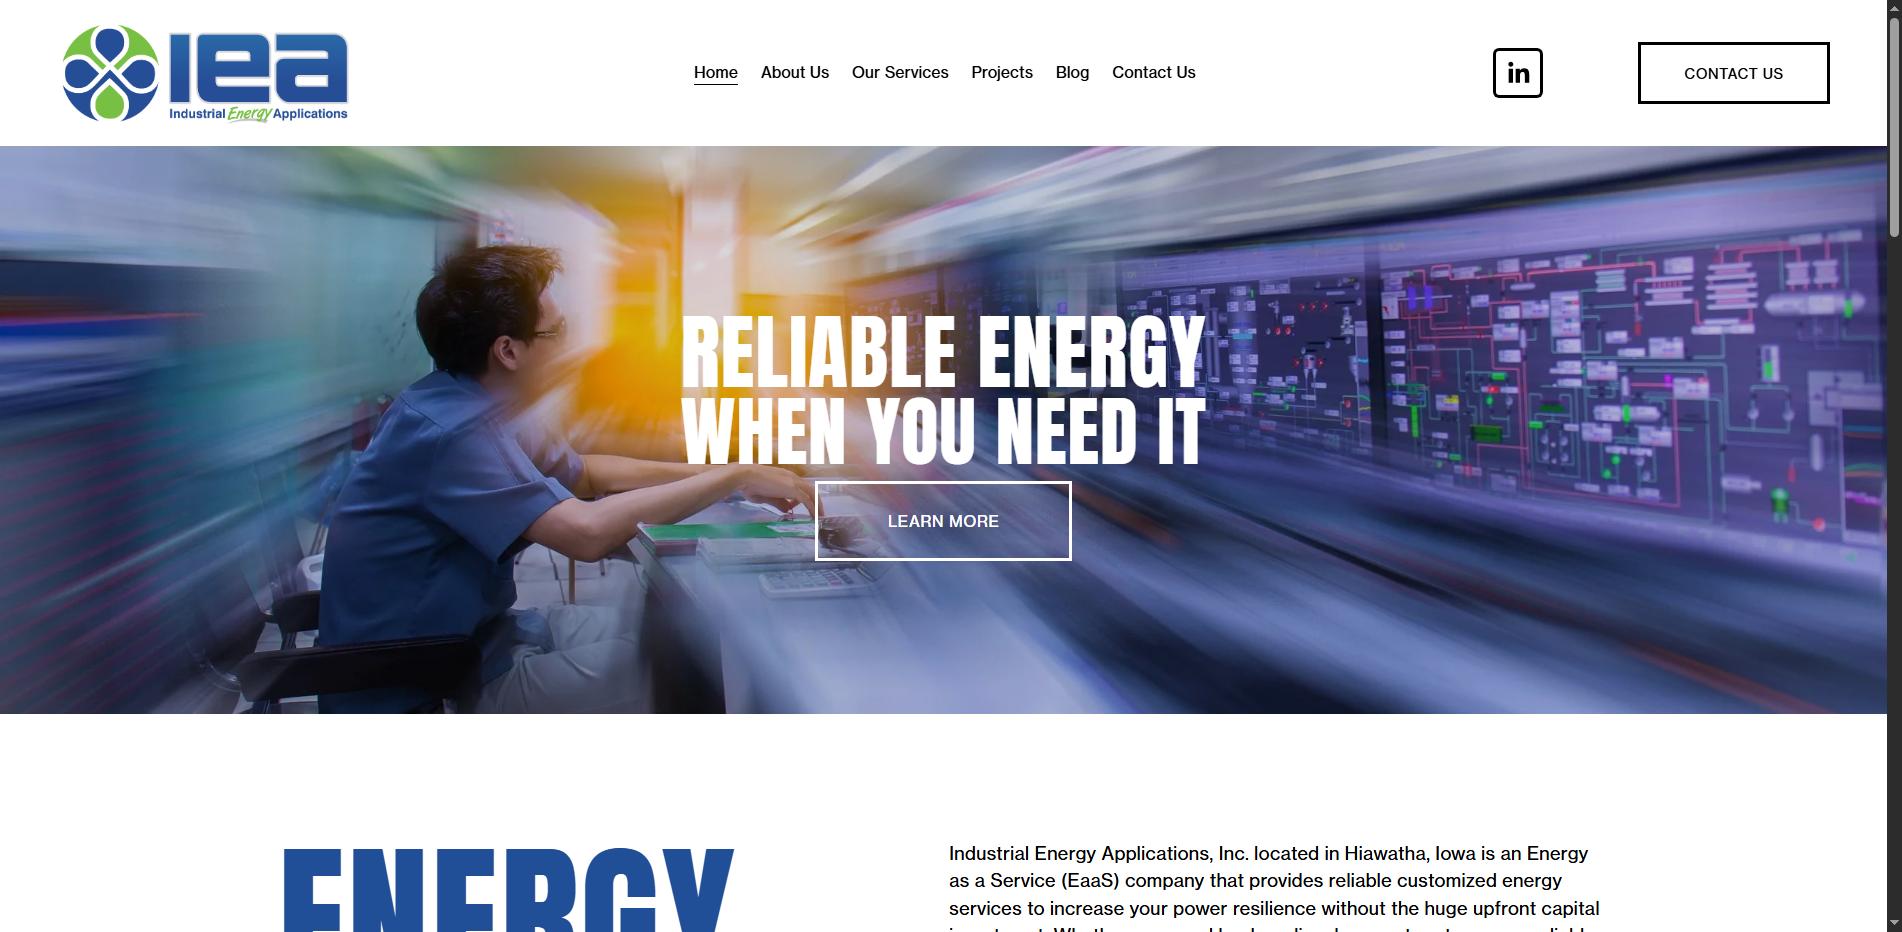 iea
Industrial Energy Applications
Home About Us Our Services Projects Blog Contact Us
in
CONTACT US
RELIABLE ENERGY
WHEN YOU NEED IT
LEARN MORE
ENERGY
Industrial Energy Applications, Inc. located in Hiawatha, Iowa is an Energy
as a Service (EaaS) company that provides reliable customized energy
services to increase your power resilience without the huge upfront capital